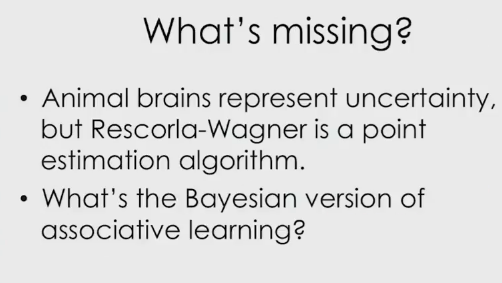 What's missing?
• Animal brains represent uncertainty,
but Rescorla-Wagner is a point
estimation algorithm.
• What's the Bayesian version of
associative learning?